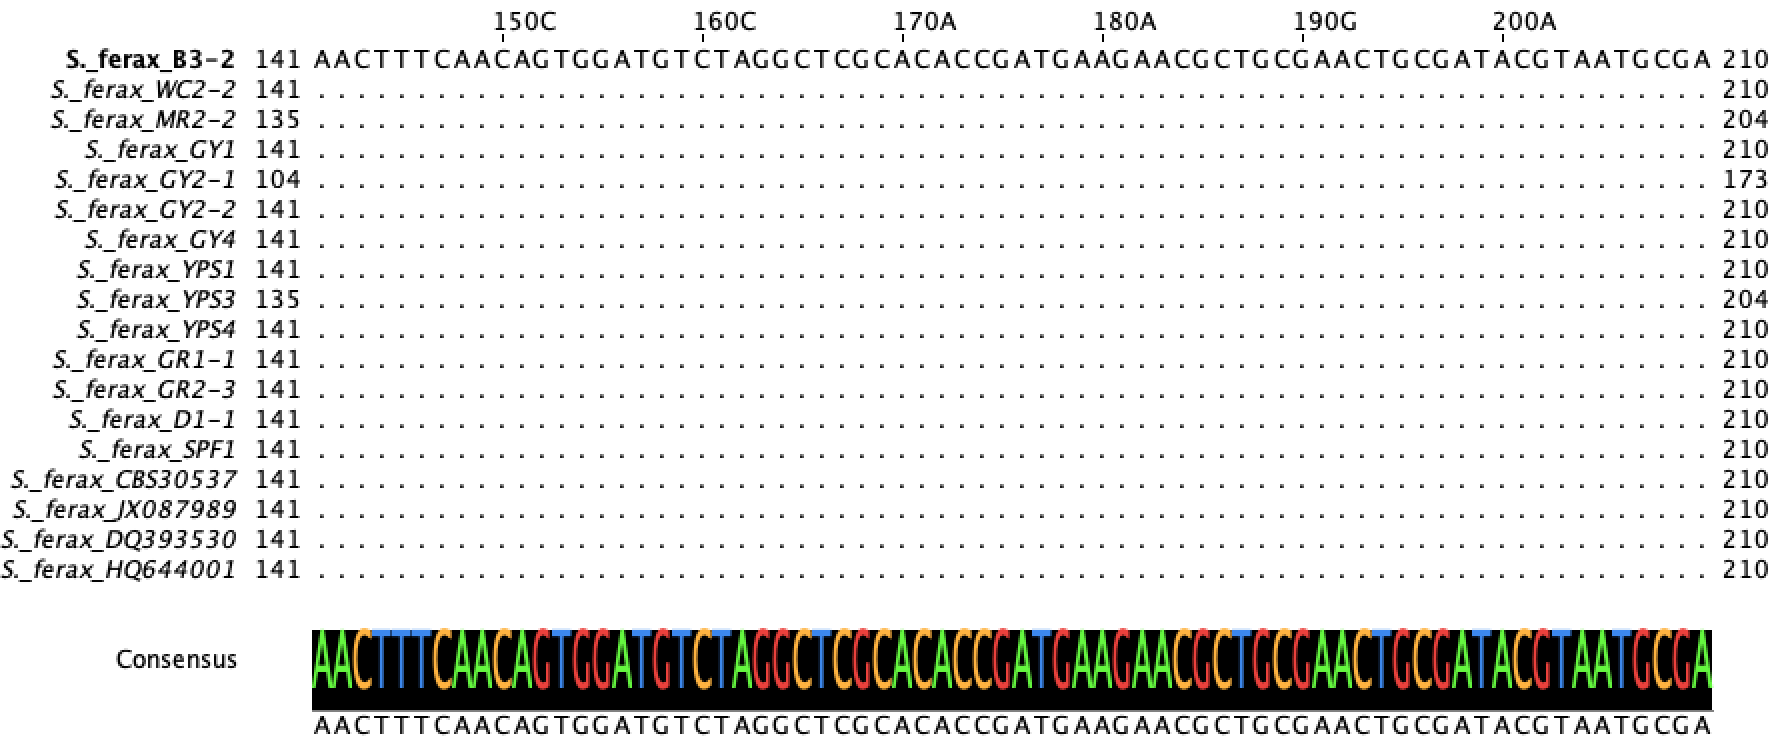 150C 160C 170A 180A 190G 200A
S._ferax_B3-2 141 AACTTTCAACAGTGGATGTCTAGGCTCGCACACCGATGAAGAACGCTGCGAACTGCGATACGTAATGCGA 210
S._ferax_WC2-2 141 ...................................................................... 210
S._ferax_MR2-2 135 ...................................................................... 204
S._ferax_GY1 141 ...................................................................... 210
S._ferax_GY2-1 104 ...................................................................... 173
S._ferax_GY2-2 141 ...................................................................... 210
S._ferax_GY4 141 ...................................................................... 210
S._ferax_YPS1 141 ...................................................................... 210
S._ferax_YPS3 135 ...................................................................... 204
S._ferax_YPS4 141 ...................................................................... 210
S._ferax_GR1-1 141 ...................................................................... 210
S._ferax_GR2-3 141 ...................................................................... 210
S._ferax_D1-1 141 ...................................................................... 210
S._ferax_SPF1 141 ...................................................................... 210
S._ferax_CBS30537 141 ...................................................................... 210
S._ferax_JX087989 141 ...................................................................... 210
S._ferax_DQ393530 141 ...................................................................... 210
S._ferax_HQ644001 141 ...................................................................... 210
Consensus AACTTTCAACAGTGGATGTCTAGGCTCGCACACCGATGAAGAACGCTGCGAACTGCGATACGTAATGCGA
AACTTTCAACAGTGGATGTCTAGGCTCGCACACCGATGAAGAACGCTGCGAACTGCGATACGTAATGCGA